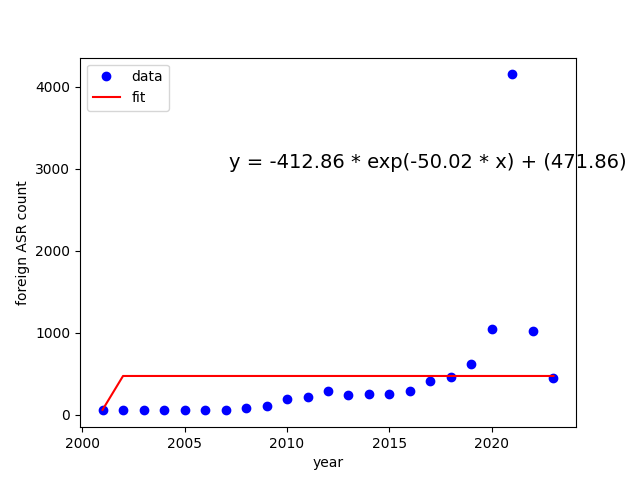 data
fit
y = -412.86 * exp(-50.02 * x) + (471.86)
4000
3000
2000
1000
0
foreign ASR count
2000
2005
2010
2015
2020
year